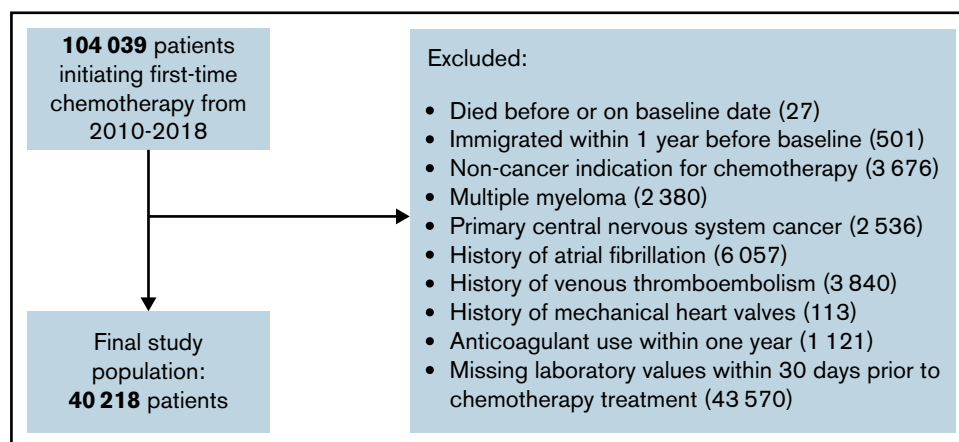 104 039 patients
initiating first-time
chemotherapy from
2010-2018
Final study
population:
40 218 patients
Excluded:
• Died before or on baseline date (27)
• Immigrated within 1 year before baseline (501)
• Non-cancer indication for chemotherapy (3 676)
• Multiple myeloma (2 380)
• Primary central nervous system cancer (2 536)
• History of atrial fibrillation (6 057)
• History of venous thromboembolism (3 840)
• History of mechanical heart valves (113)
• Anticoagulant use within one year (1 121)
• Missing laboratory values within 30 days prior to
chemotherapy treatment (43 570)